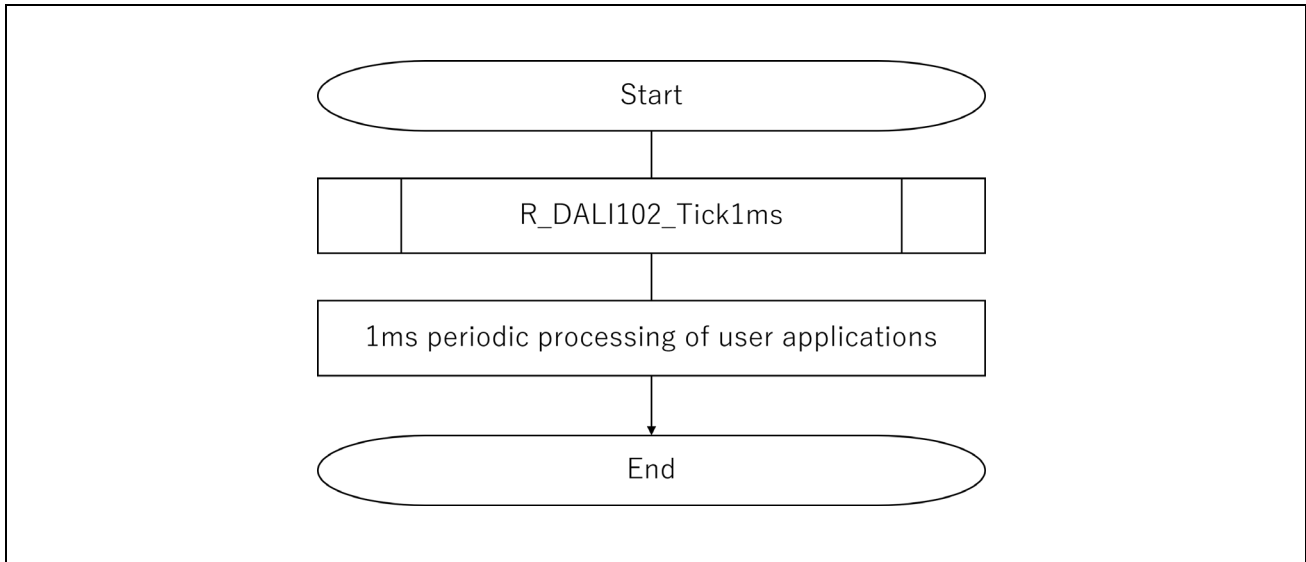 Start
R_DALI102_Tick1ms
1ms periodic processing of user applications
End